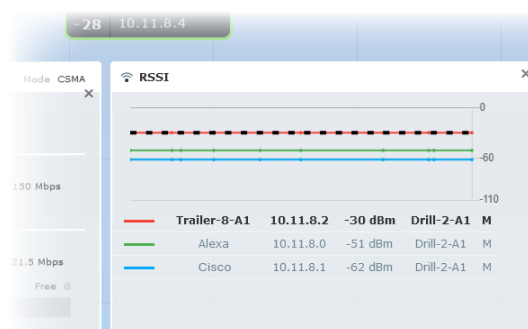 -28 10.11.8.4
Mode CSMA
×
150 Mbps
21.5 Mbps
Free
RSSI ×
-0
-60
-110
Trailer-8-A1 10.11.8.2 -30 dBm Drill-2-A1 M
Alexa 10.11.8.0 -51 dBm Drill-2-A1 M
Cisco 10.11.8.1 -62 dBm Drill-2-A1 M